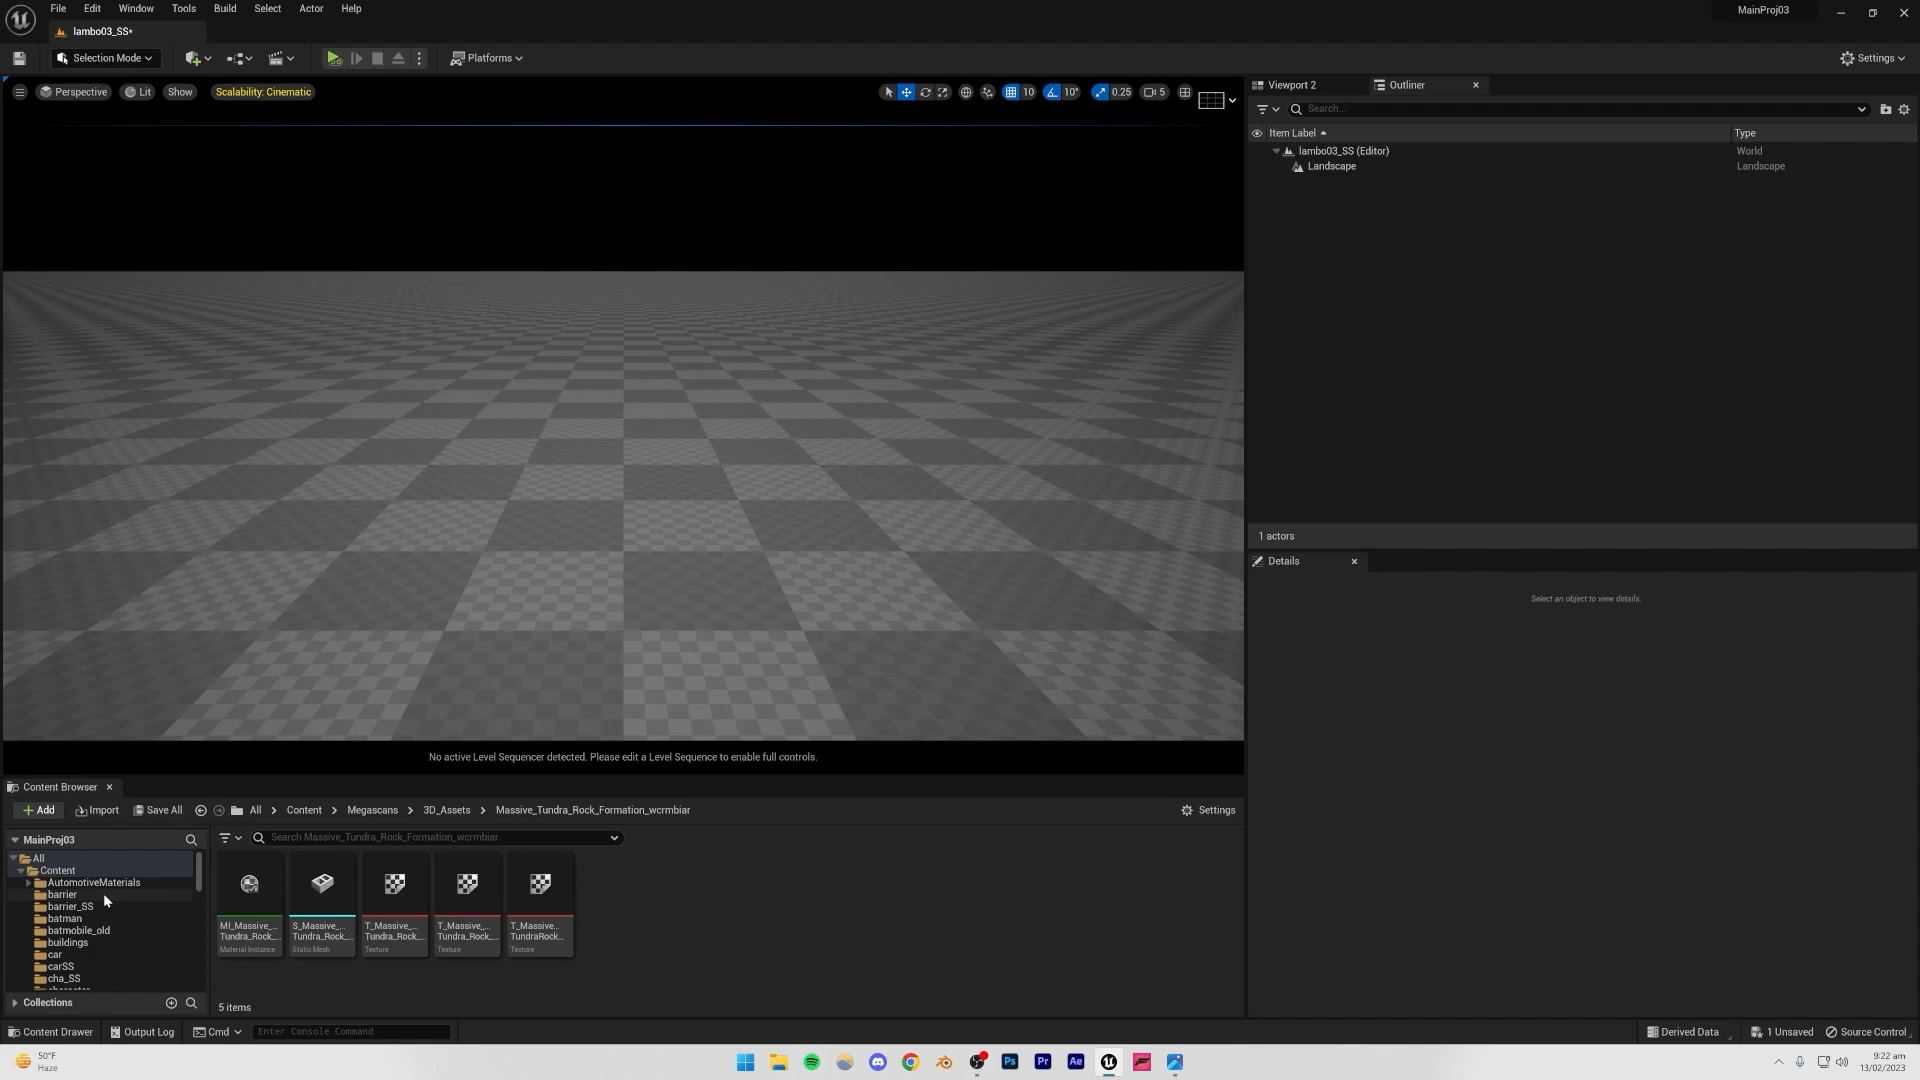 File Edit Window Tools Build Select Actor Help
MainProj03
lambo03_SS*
Selection Mode
Platforms
Settings
Perspective Lit Show Scalability: Cinematic
10 10° 0.25 5
Viewport 2 Outliner
Search...
Item Label Type
lambo03_SS (Editor) World
Landscape Landscape
1 actors
Details
Select an object to view details.
No active Level Sequencer detected. Please edit a Level Sequence to enable full controls.
Content Browser
Add Import Save All All Content Megascans 3D_Assets Massive_Tundra_Rock_Formation_wcrmbiar Settings
MainProj03
Search Massive_Tundra_Rock_Formation_wcrmbiar
All
Content
AutomotiveMaterials
barrier
barrier_SS
batman
batmobile_old
buildings
car
carSS
cha_SS
MI_Massive_... S_Massive_... T_Massive_... T_Massive_... T_Massive...
Tundra_Rock_... Tundra_Rock_... Tundra_Rock_... Tundra_Rock_... TundraRock...
Material Instance Static Mesh Texture Texture Texture
Collections
5 items
Content Drawer Output Log Cmd Enter Console Command
Derived Data 1 Unsaved Source Control
50°F
Haze
Ps Pr Ae
9:22 am
13/02/2023